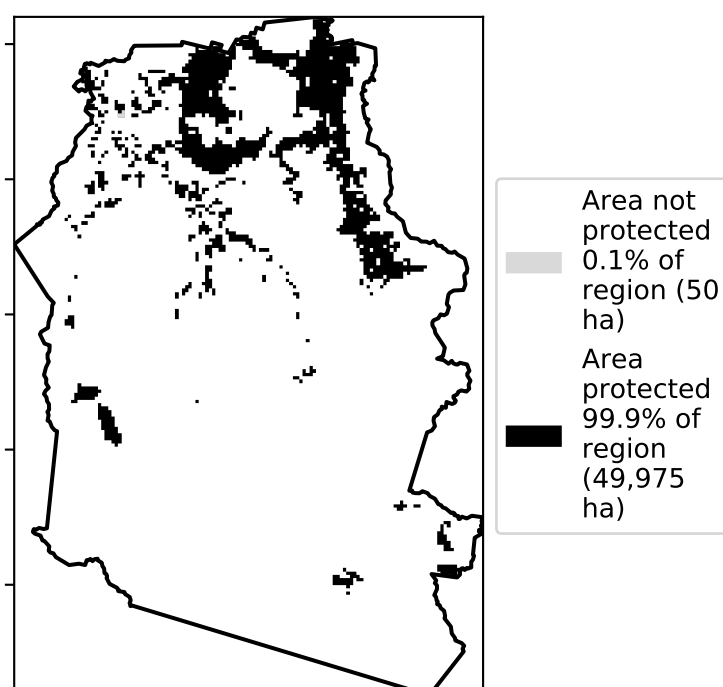 Area not
protected
0.1% of
region (50
ha)
Area
protected
99.9% of
region
(49,975
ha)